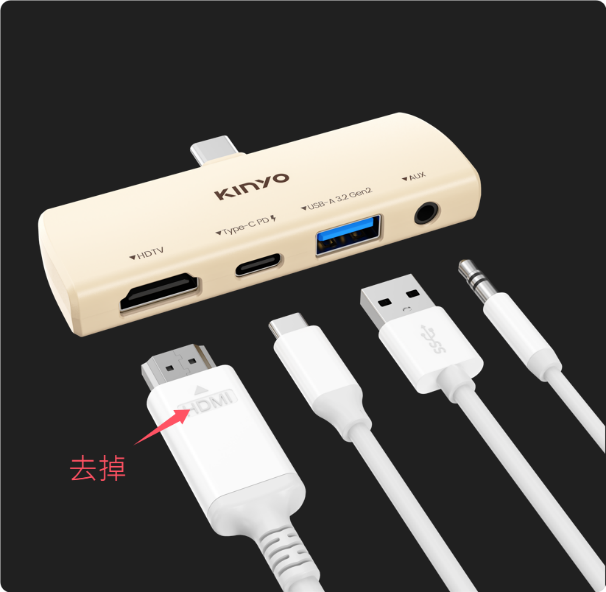 KINYO
▼AUX
▼USB-A 3.2 Gen2
▼Type-C PD
▼HDTV
SS
HDMI
去掉